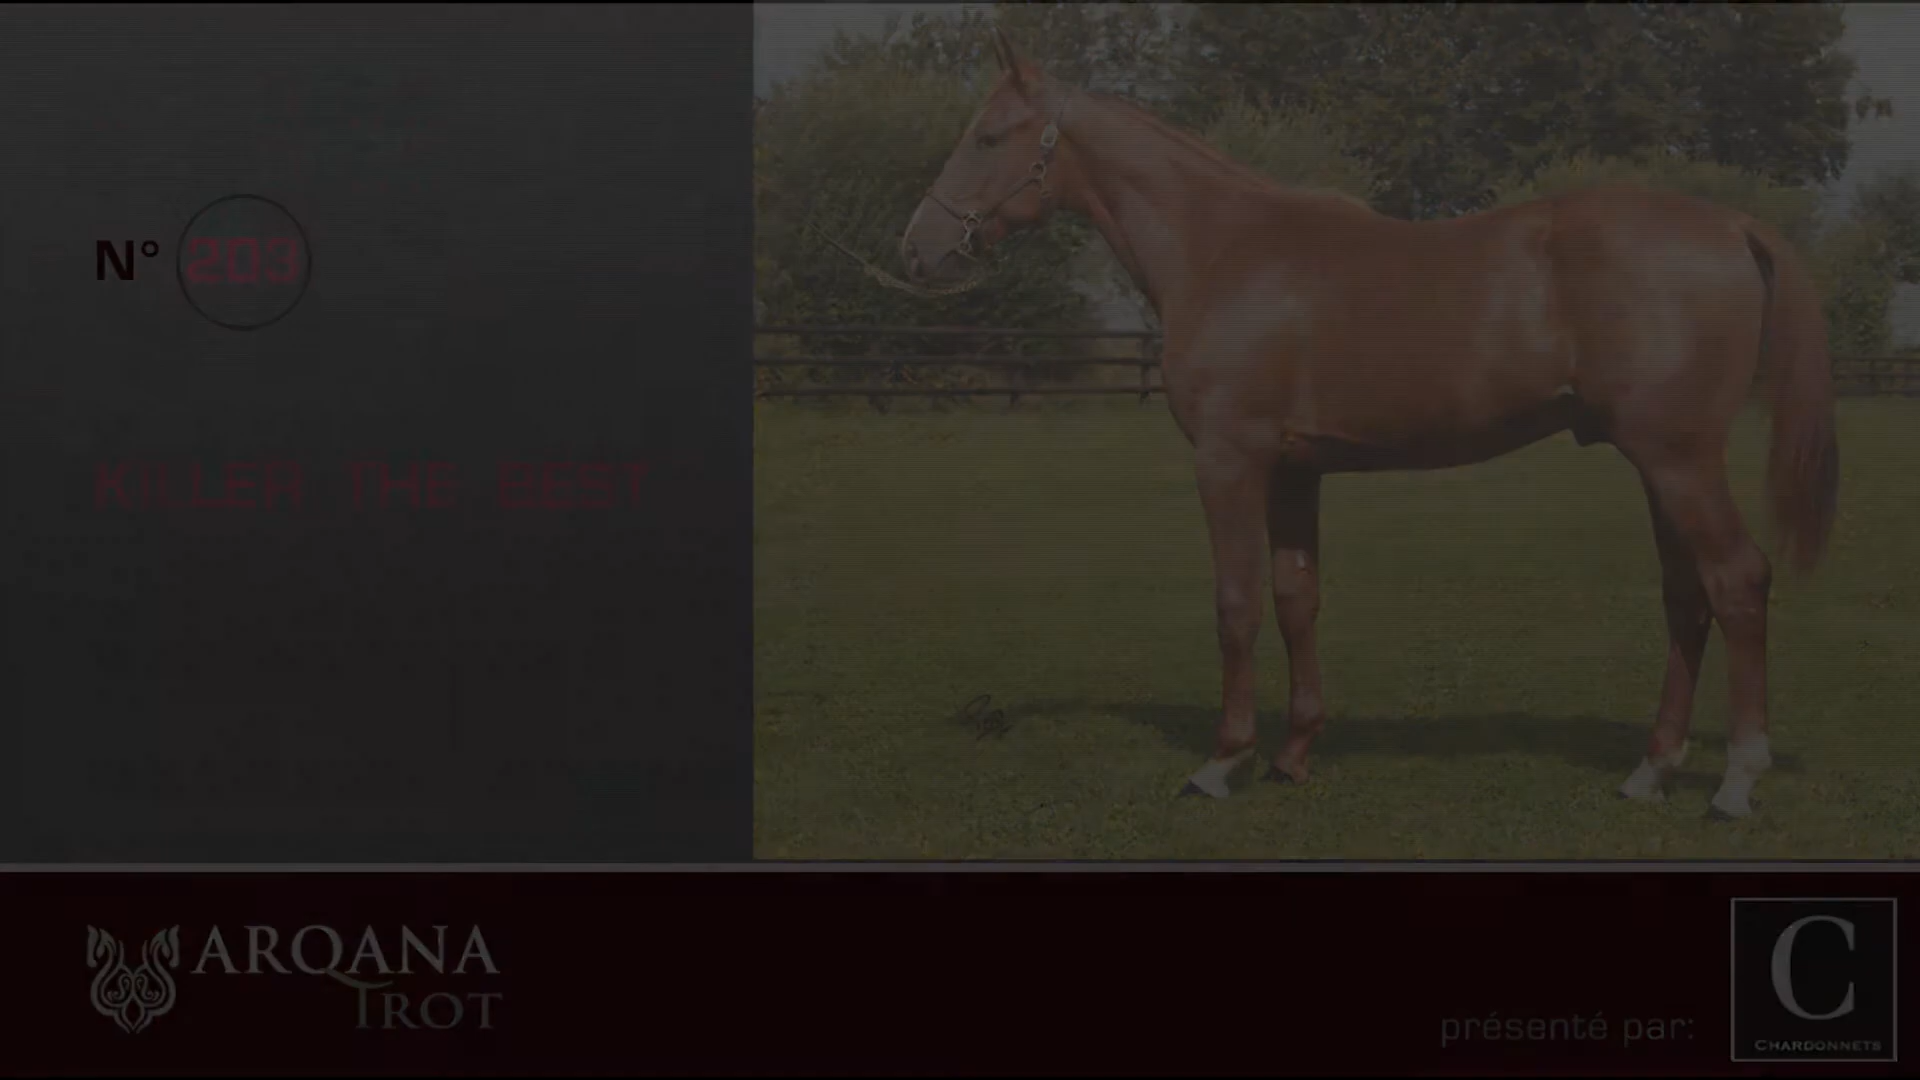 N° 203
KILLER THE BEST
ARQANA
TROT
présenté par:
C
CHARDONNETS